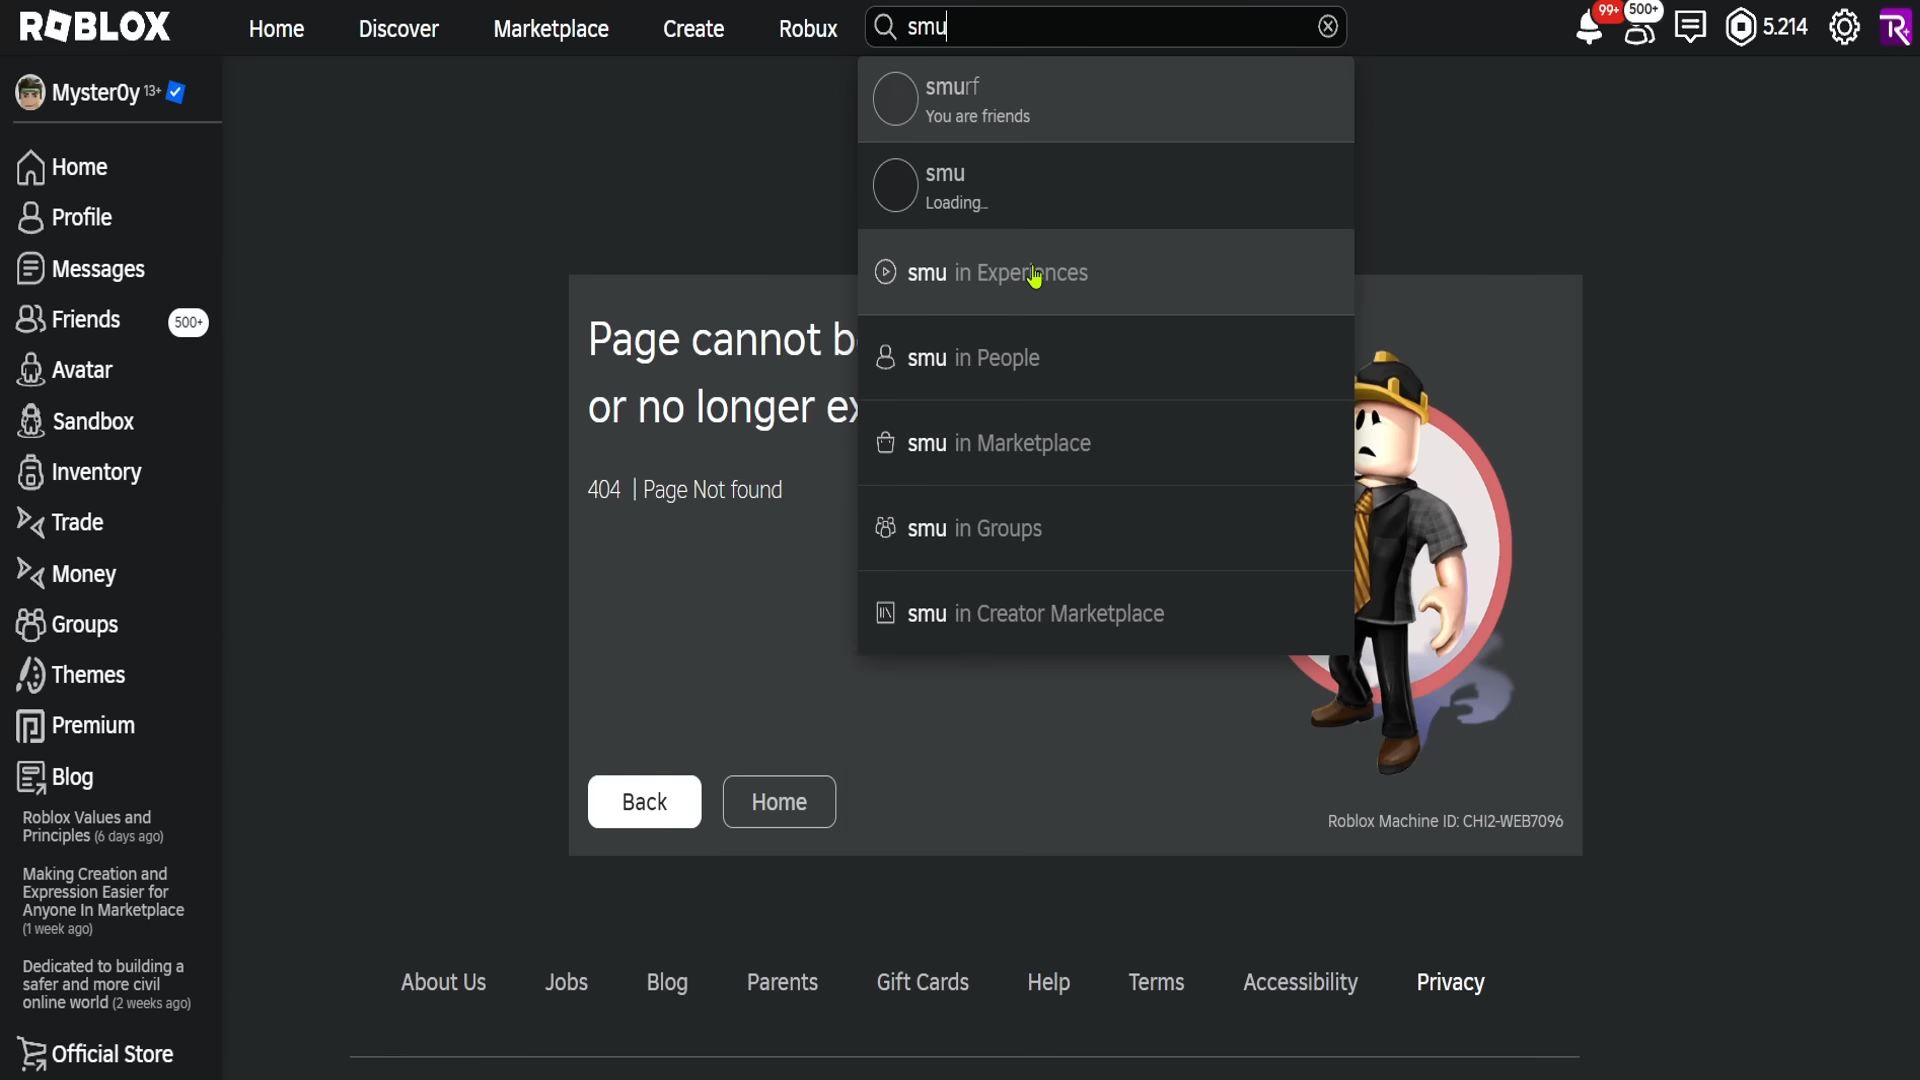 ROBLOX
Home
Discover
Marketplace
Create
Robux
smu
99+
500+
5.214
Myster0y 13+
Home
Profile
Messages
Friends
500+
Avatar
Sandbox
Inventory
Trade
Money
Groups
Themes
Premium
Blog
Roblox Values and
Principles (6 days ago)
Making Creation and
Expression Easier for
Anyone In Marketplace
(1 week ago)
Dedicated to building a
safer and more civil
online world (2 weeks ago)
Official Store
smurf
You are friends
smu
Loading...
smu in Experiences
smu in People
smu in Marketplace
smu in Groups
smu in Creator Marketplace
Page cannot b
or no longer ex
404 | Page Not found
Back
Home
Roblox Machine ID: CHI2-WEB7096
About Us
Jobs
Blog
Parents
Gift Cards
Help
Terms
Accessibility
Privacy